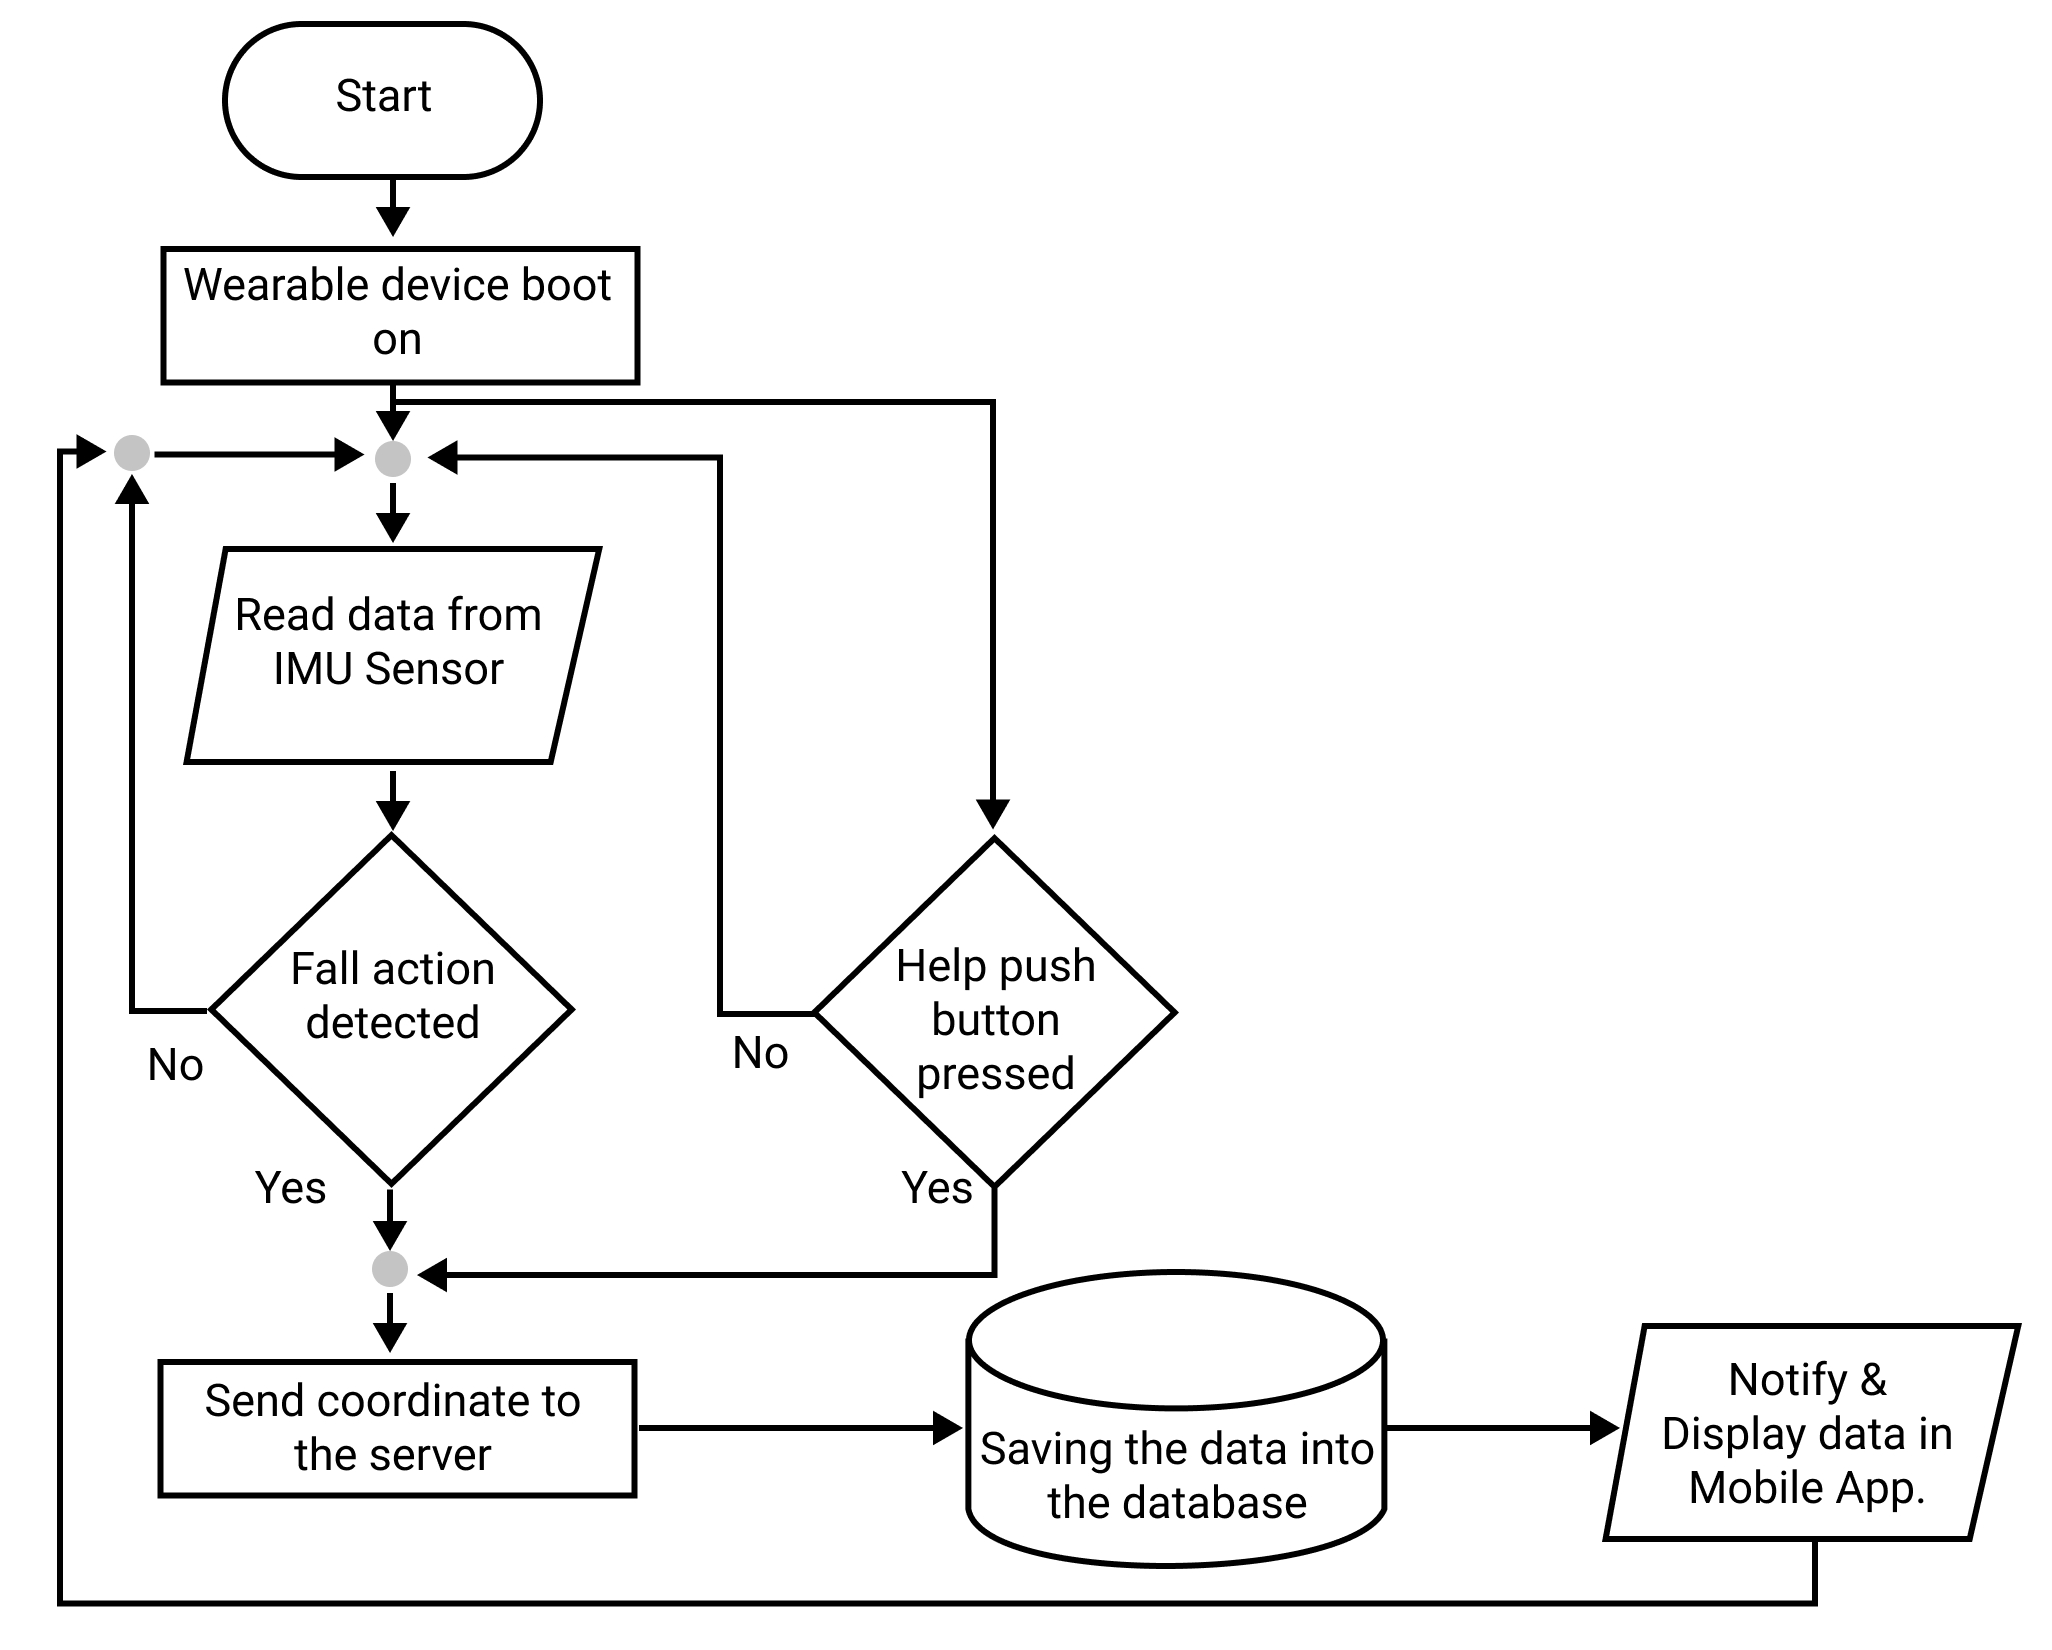 Start
Wearable device boot
on
Read data from
IMU Sensor
Fall action
detected
No
Yes
Help push
button
pressed
No
Yes
Send coordinate to
the server
Saving the data into
the database
Notify &
Display data in
Mobile App.